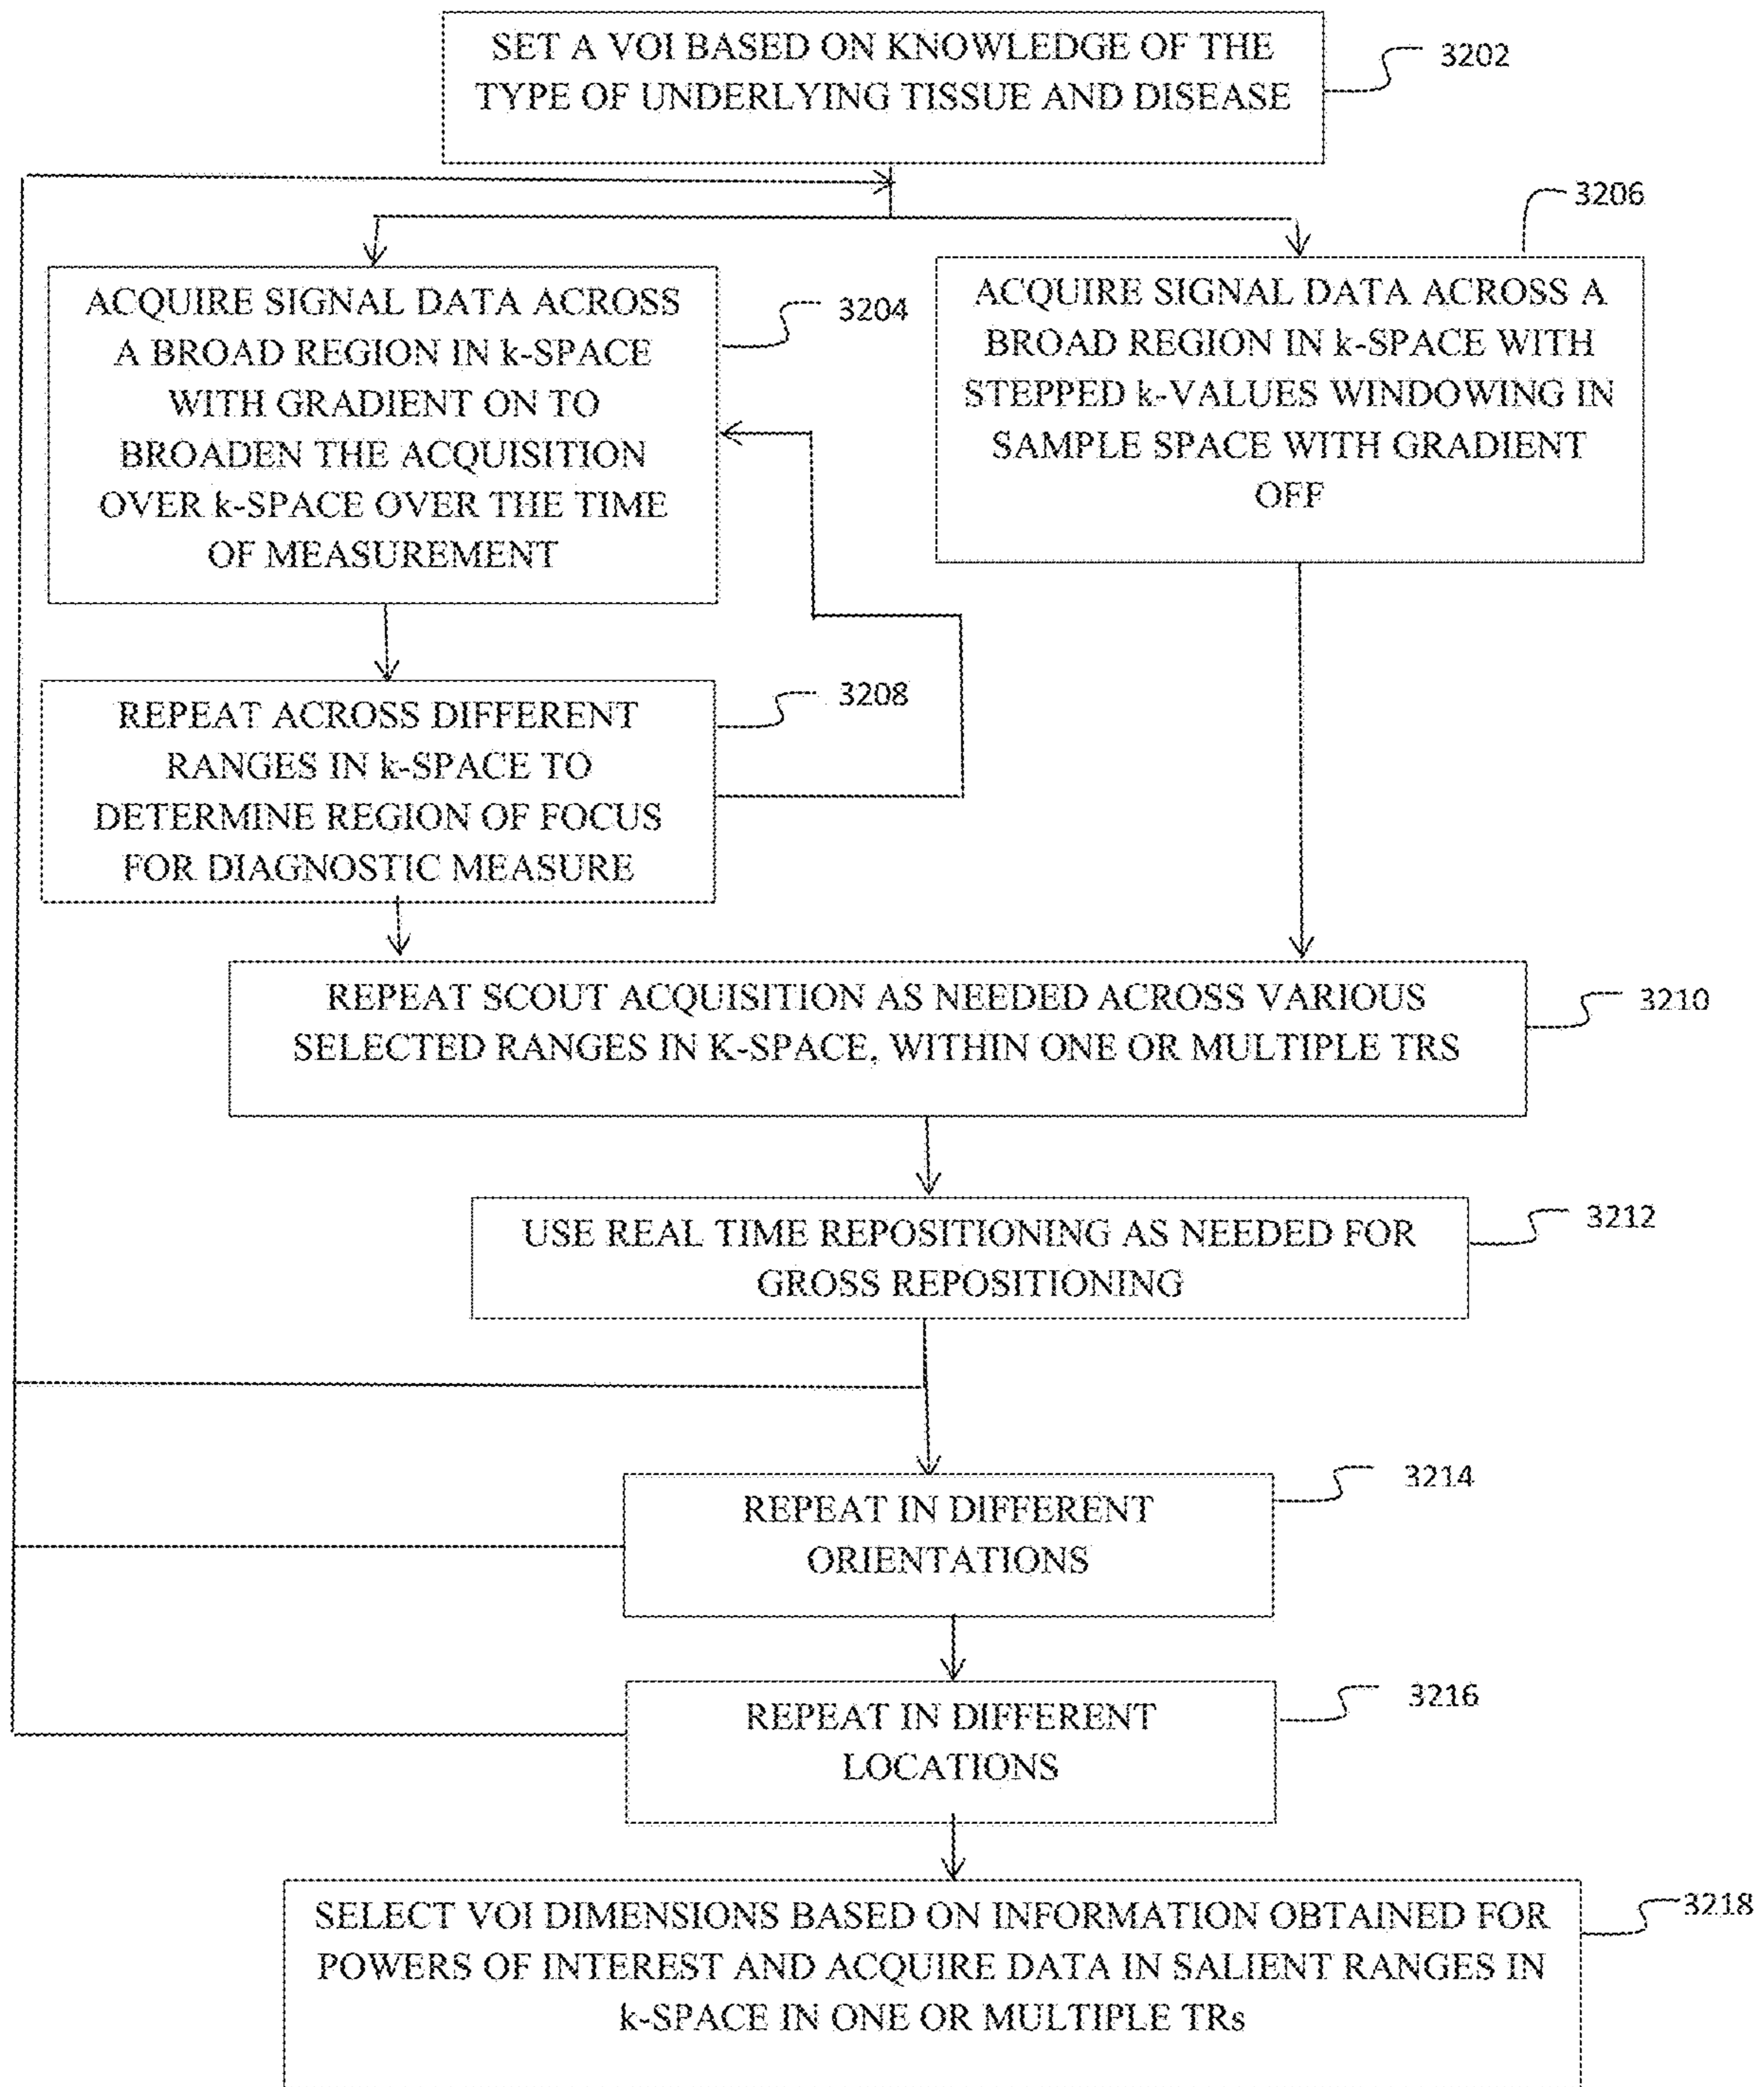 SET A VOI BASED ON KNOWLEDGE OF THE
TYPE OF UNDERLYING TISSUE AND DISEASE
3202
3206
ACQUIRE SIGNAL DATA ACROSS
A BROAD REGION IN k-SPACE
WITH GRADIENT ON TO
BROADEN THE ACQUISITION
OVER k-SPACE OVER THE TIME
OF MEASUREMENT
3204
ACQUIRE SIGNAL DATA ACROSS A
BROAD REGION IN k-SPACE WITH
STEPPED k-VALUES WINDOWING IN
SAMPLE SPACE WITH GRADIENT
OFF
REPEAT ACROSS DIFFERENT
RANGES IN k-SPACE TO
DETERMINE REGION OF FOCUS
FOR DIAGNOSTIC MEASURE
3208
REPEAT SCOUT ACQUISITION AS NEEDED ACROSS VARIOUS
SELECTED RANGES IN K-SPACE, WITHIN ONE OR MULTIPLE TRS
3210
USE REAL TIME REPOSITIONING AS NEEDED FOR
GROSS REPOSITIONING
3212
REPEAT IN DIFFERENT
ORIENTATIONS
3214
REPEAT IN DIFFERENT
LOCATIONS
3216
SELECT VOI DIMENSIONS BASED ON INFORMATION OBTAINED FOR
POWERS OF INTEREST AND ACQUIRE DATA IN SALIENT RANGES IN
k-SPACE IN ONE OR MULTIPLE TRs
3218